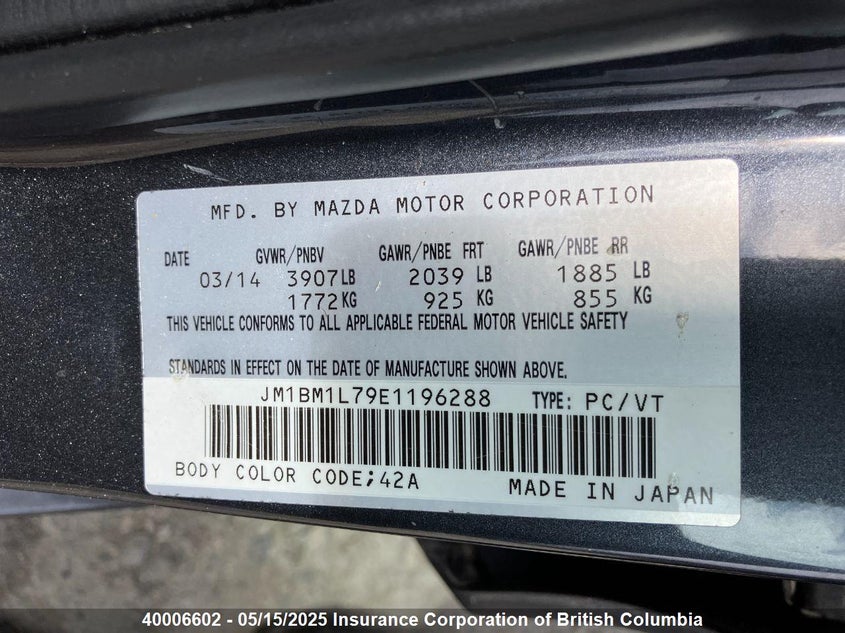 MFD. BY MAZDA MOTOR CORPORATION
DATE GVWR/PNBV GAWR/PNBE FRT GAWR/PNBE RR
03/14 3907LB 2039 LB 1885 LB
1772KG 925 KG 855 KG
THIS VEHICLE CONFORMS TO ALL APPLICABLE FEDERAL MOTOR VEHICLE SAFETY
STANDARDS IN EFFECT ON THE DATE OF MANUFACTURE SHOWN ABOVE.
JM1BM1L79E1196288 TYPE: PC/VT
BODY COLOR CODE;42A MADE IN JAPAN
40006602 - 05/15/2025 Insurance Corporation of British Columbia